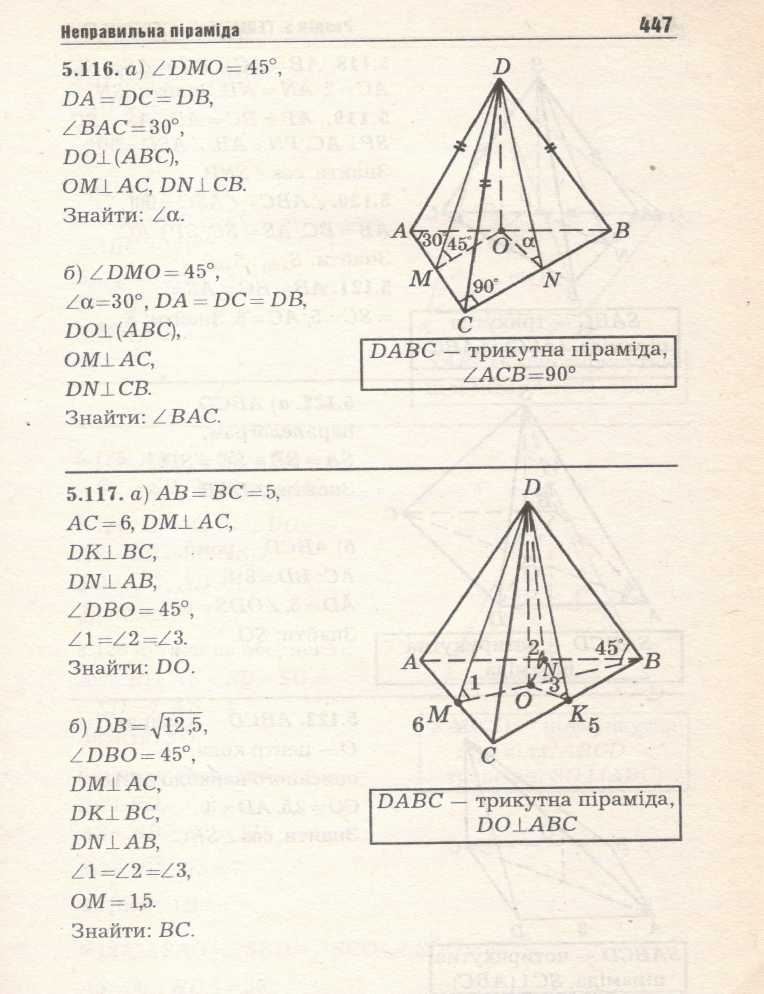 Неправильна піраміда
447
5.116. а) ∠DMO = 45°,
DA = DC = DB,
∠BAC = 30°,
DO⊥(ABC),
OM⊥AC, DN⊥CB.
Знайти: ∠α.
б) ∠DMO = 45°,
∠α=30°, DA = DC = DB,
DO⊥(ABC),
OM⊥AC,
DN⊥CB.
Знайти: ∠BAC.
D
A
30°
45°
O
α
B
M
N
90°
C
DABC — трикутна піраміда,
∠ACB=90°
5.117. а) AB = BC = 5,
AC = 6, DM⊥AC,
DK⊥BC,
DN⊥AB,
∠DBO = 45°,
∠1=∠2=∠3.
Знайти: DO.
б) DB = √12,5,
∠DBO = 45°,
DM⊥AC,
DK⊥BC,
DN⊥AB,
∠1=∠2=∠3,
OM = 1,5.
Знайти: BC.
D
A
2
N
45°
B
1
O
3
6
M
K
5
C
DABC — трикутна піраміда,
DO⊥ABC